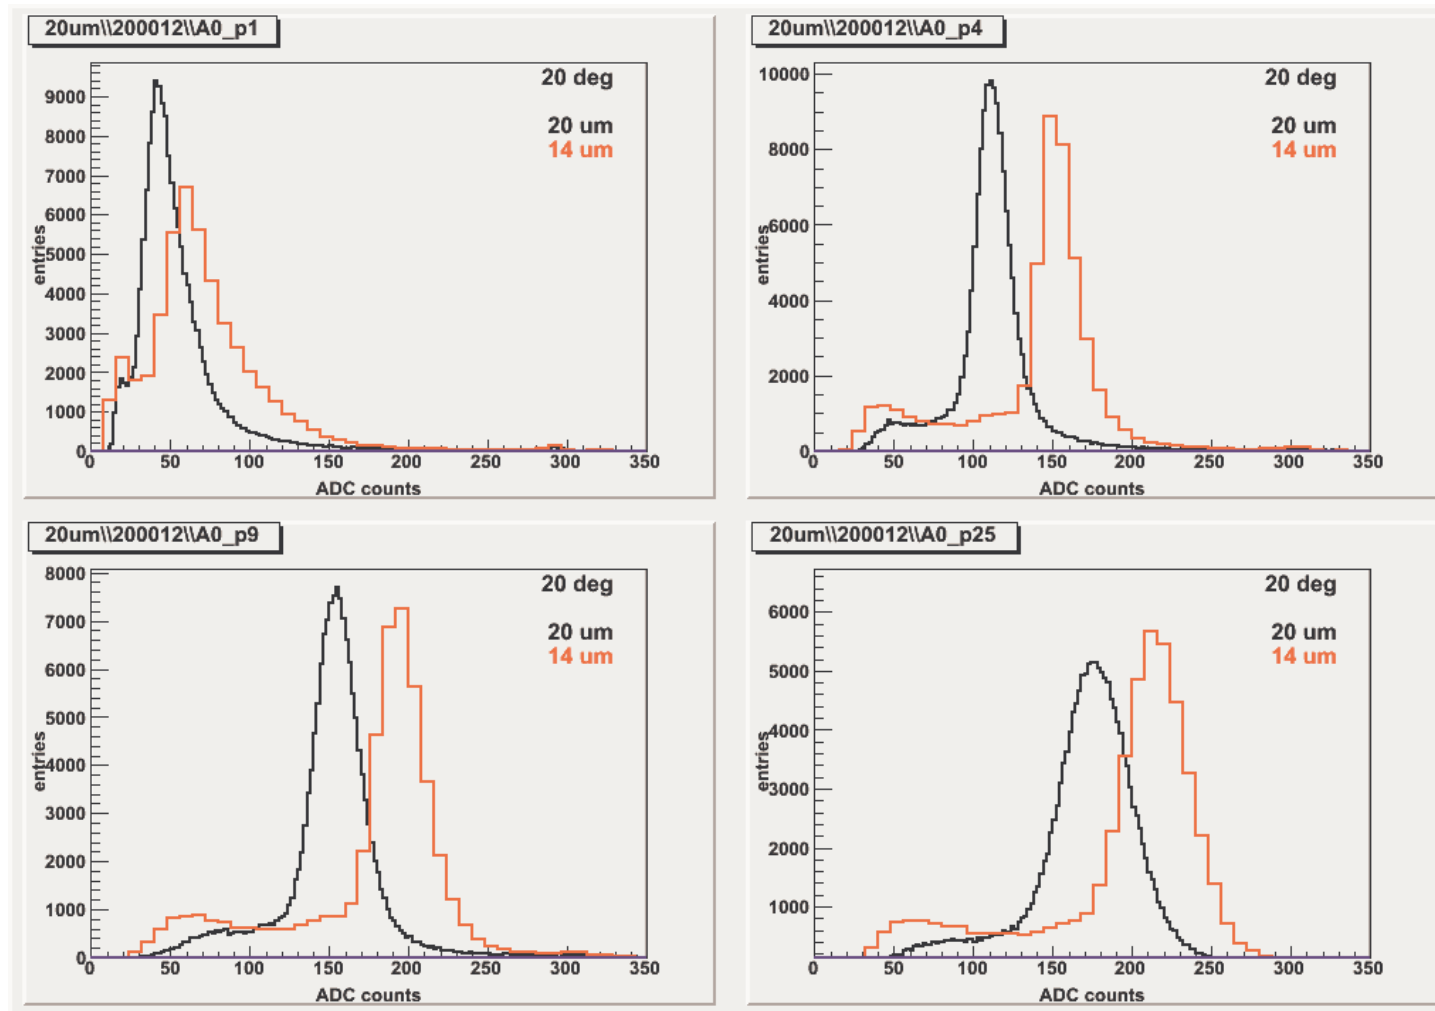 20um\\200012\\A0_p1
20 deg
20 um
14 um
entries
9000
8000
7000
6000
5000
4000
3000
2000
1000
0
0 50 100 150 200 250 300 350
ADC counts
20um\\200012\\A0_p4
20 deg
20 um
14 um
entries
10000
8000
6000
4000
2000
0
0 50 100 150 200 250 300 350
ADC counts
20um\\200012\\A0_p9
20 deg
20 um
14 um
entries
8000
7000
6000
5000
4000
3000
2000
1000
0
0 50 100 150 200 250 300 350
ADC counts
20um\\200012\\A0_p25
20 deg
20 um
14 um
entries
6000
5000
4000
3000
2000
1000
0 50 100 150 200 250 300 350
ADC counts